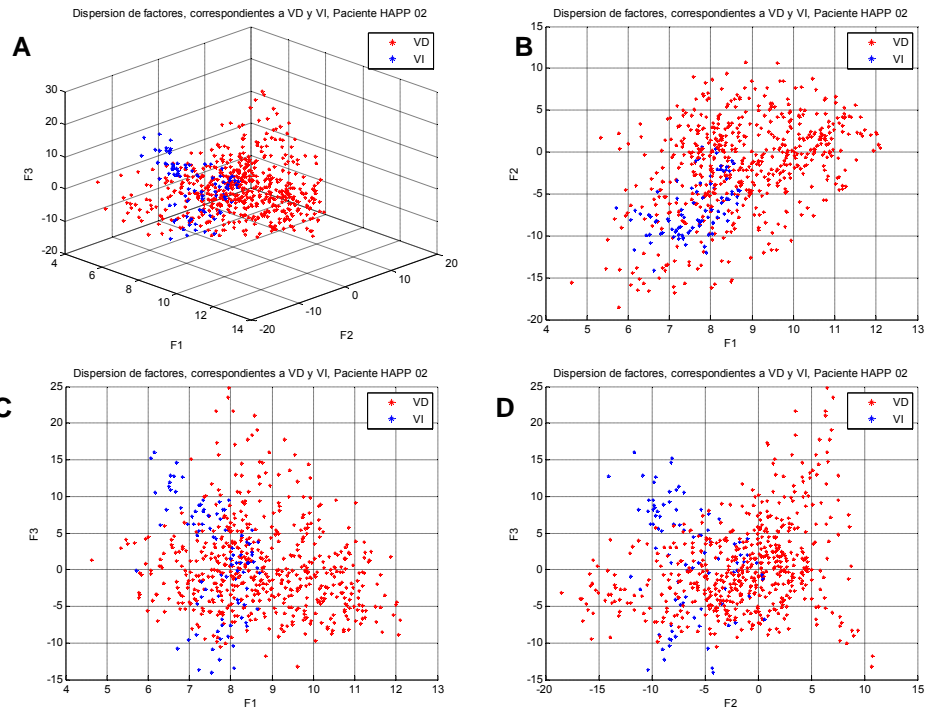 Dispersion de factores, correspondientes a VD y VI, Paciente HAPP 02
A
VD
VI
30
20
10
0
-10
-20
F3
4
6
8
10
12
14
F1
-20
-10
0
10
20
F2
Dispersion de factores, correspondientes a VD y VI, Paciente HAPP 02
B
VD
VI
15
10
5
0
-5
-10
-15
-20
F2
4 5 6 7 8 9 10 11 12 13
F1
Dispersion de factores, correspondientes a VD y VI, Paciente HAPP 02
C
VD
VI
25
20
15
10
5
0
-5
-10
-15
F3
4 5 6 7 8 9 10 11 12 13
F1
Dispersion de factores, correspondientes a VD y VI, Paciente HAPP 02
D
VD
VI
25
20
15
10
5
0
-5
-10
-15
F3
-20 -15 -10 -5 0 5 10 15
F2